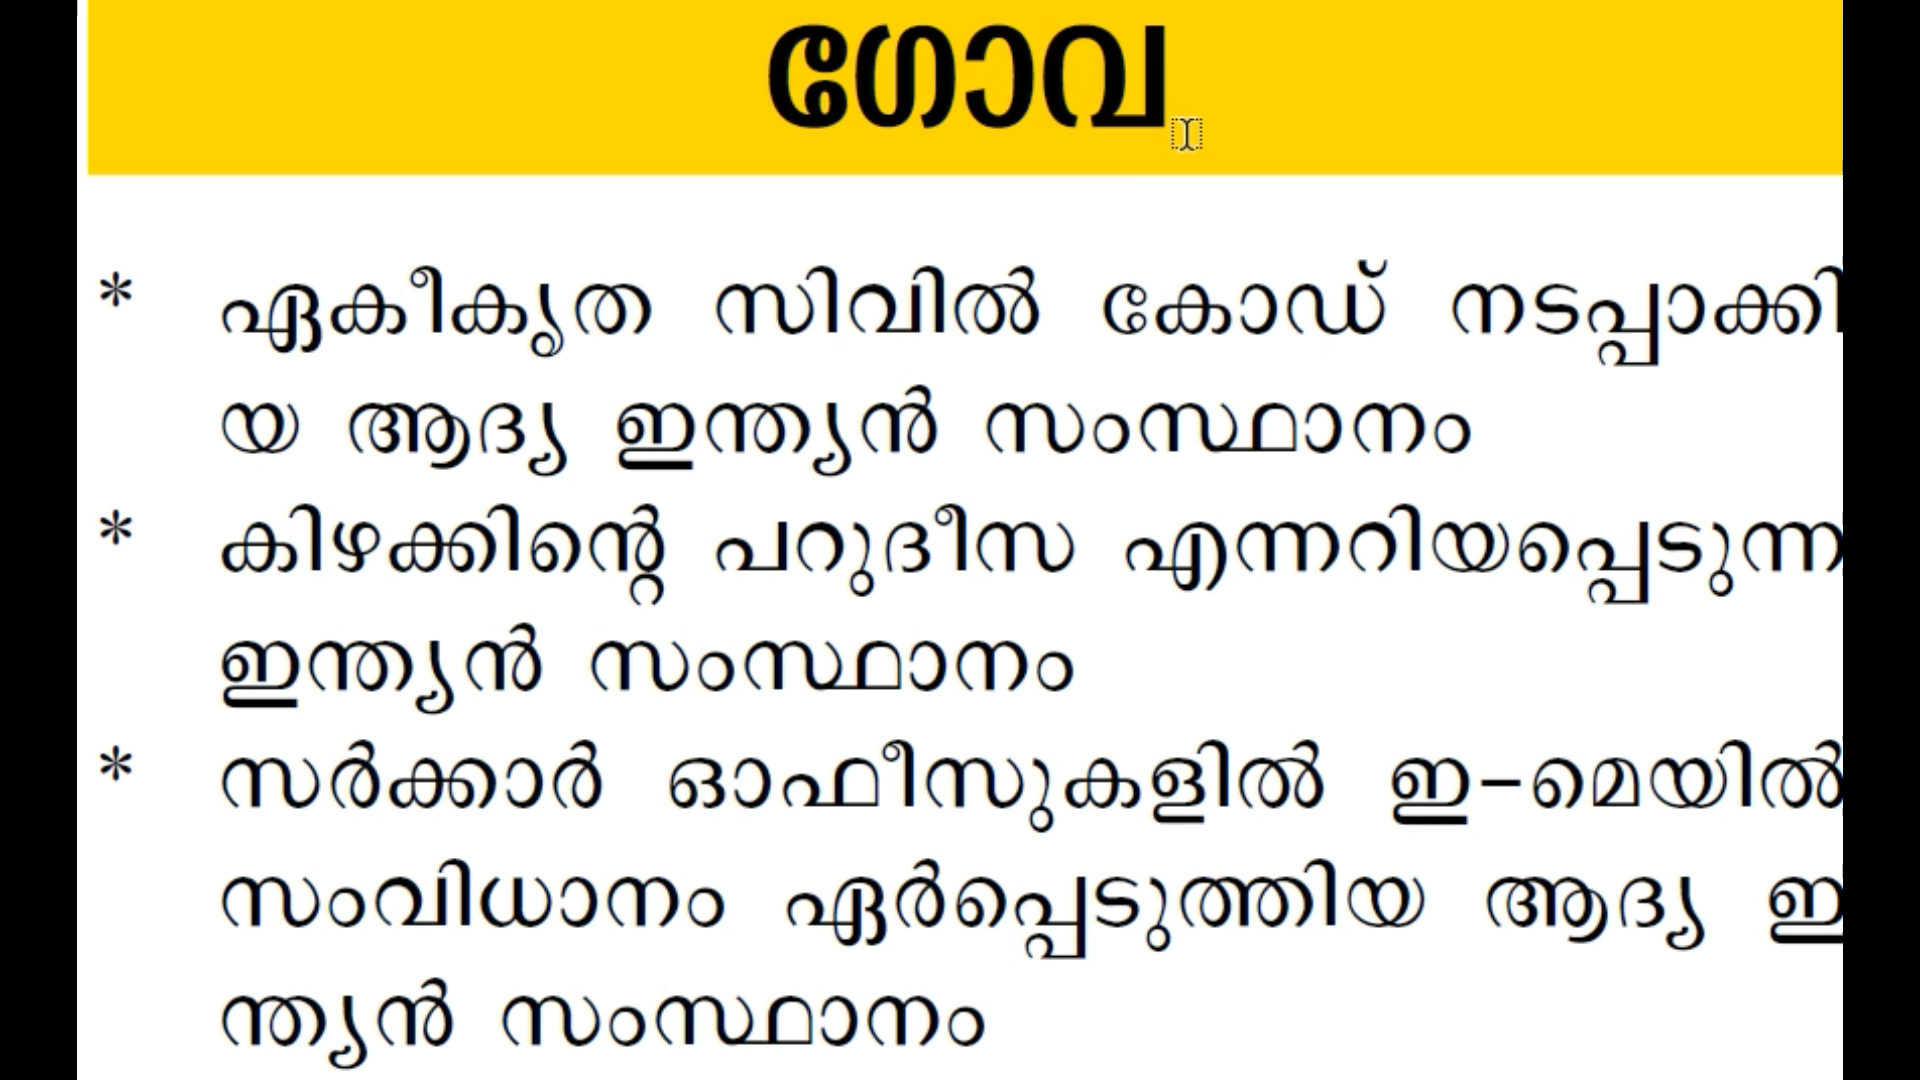 ഗോവ
* ഏകീകൃത സിവിൽ കോഡ് നടപ്പാക്കി
യ ആദ്യ ഇന്ത്യൻ സംസ്ഥാനം
* കിഴക്കിന്റെ പറുദീസ എന്നറിയപ്പെടുന്ന
ഇന്ത്യൻ സംസ്ഥാനം
* സർക്കാർ ഓഫീസുകളിൽ ഇ-മെയിൽ
സംവിധാനം ഏർപ്പെടുത്തിയ ആദ്യ ഇ
ന്ത്യൻ സംസ്ഥാനം